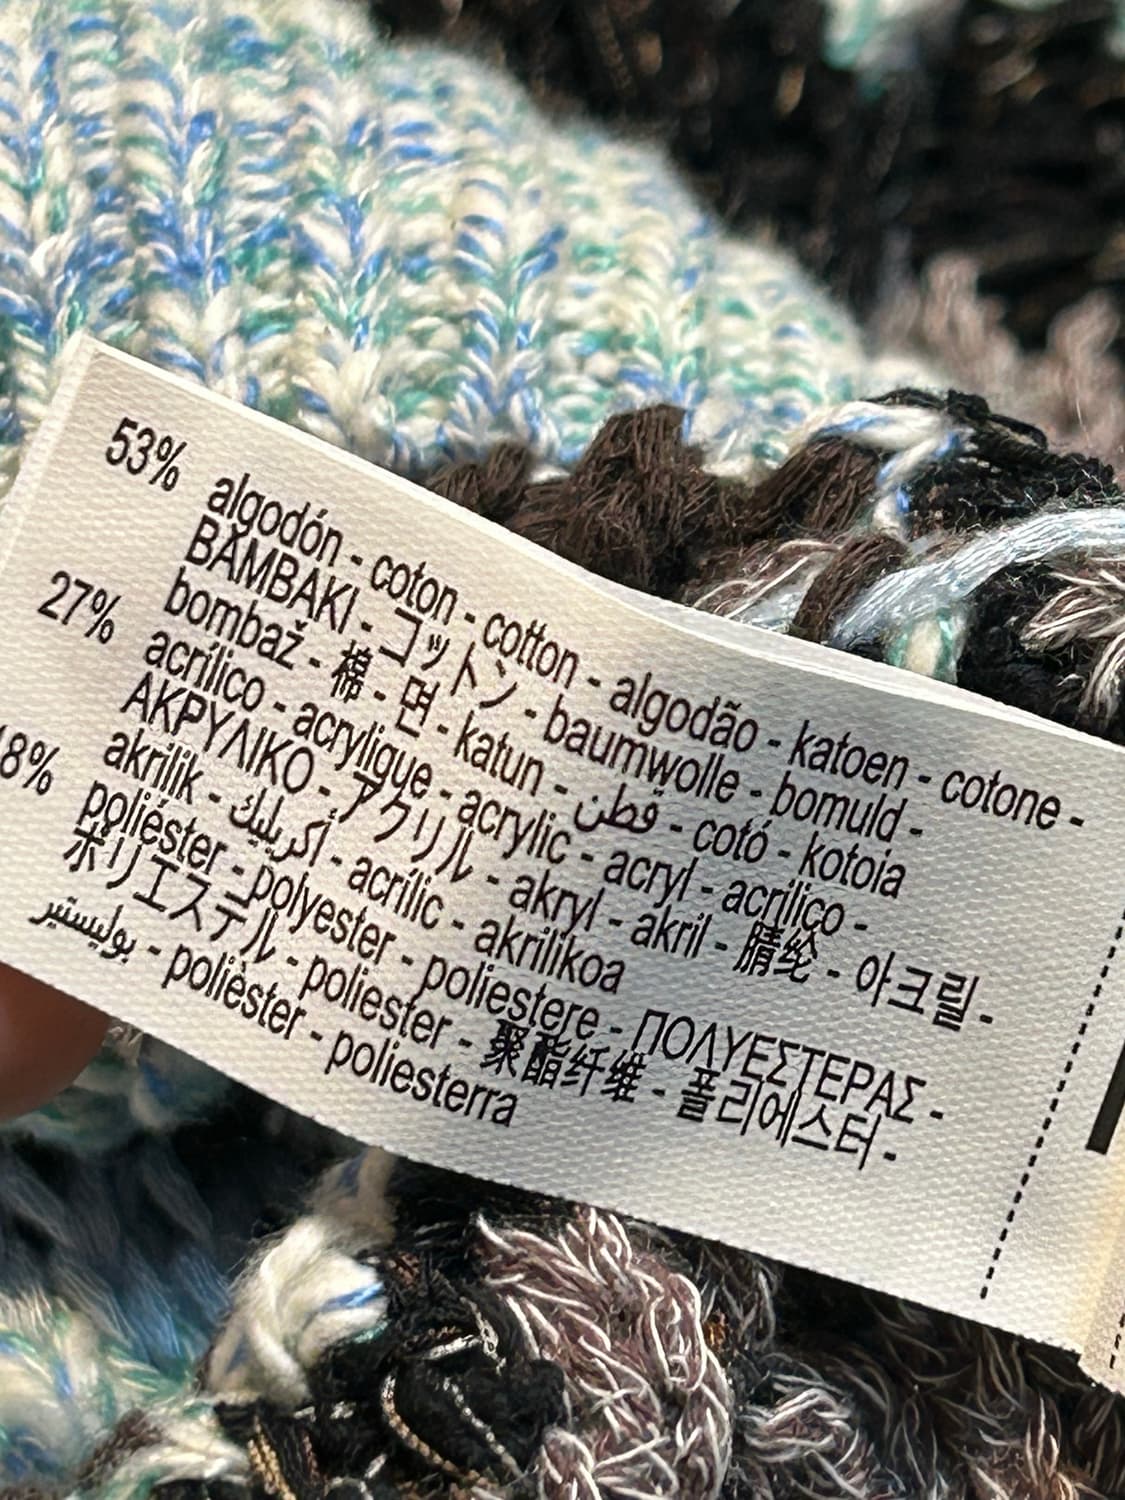 53% algodón - coton - cotton - algodão - katoen - cotone -
BAMBAKI - コットン - baumwolle - bomuld -
bombaž - 棉 - 면 - katun - قطن - cotó - kotoia
27% acrílico - acrylique - acrylic - acryl - acrilico -
ΑΚΡΥΛΙΚΟ - アクリル - akryl - akril - 腈纶 - 아크릴 -
akrilik - أكريليك - acrílic - akrilikoa
18% poliéster - polyester - poliestere - ΠΟΛΥΕΣΤΕΡΑΣ -
ポリエステル - poliester - 聚酯纤维 - 폴리에스터 -
بوليستير - polièster - poliesterra